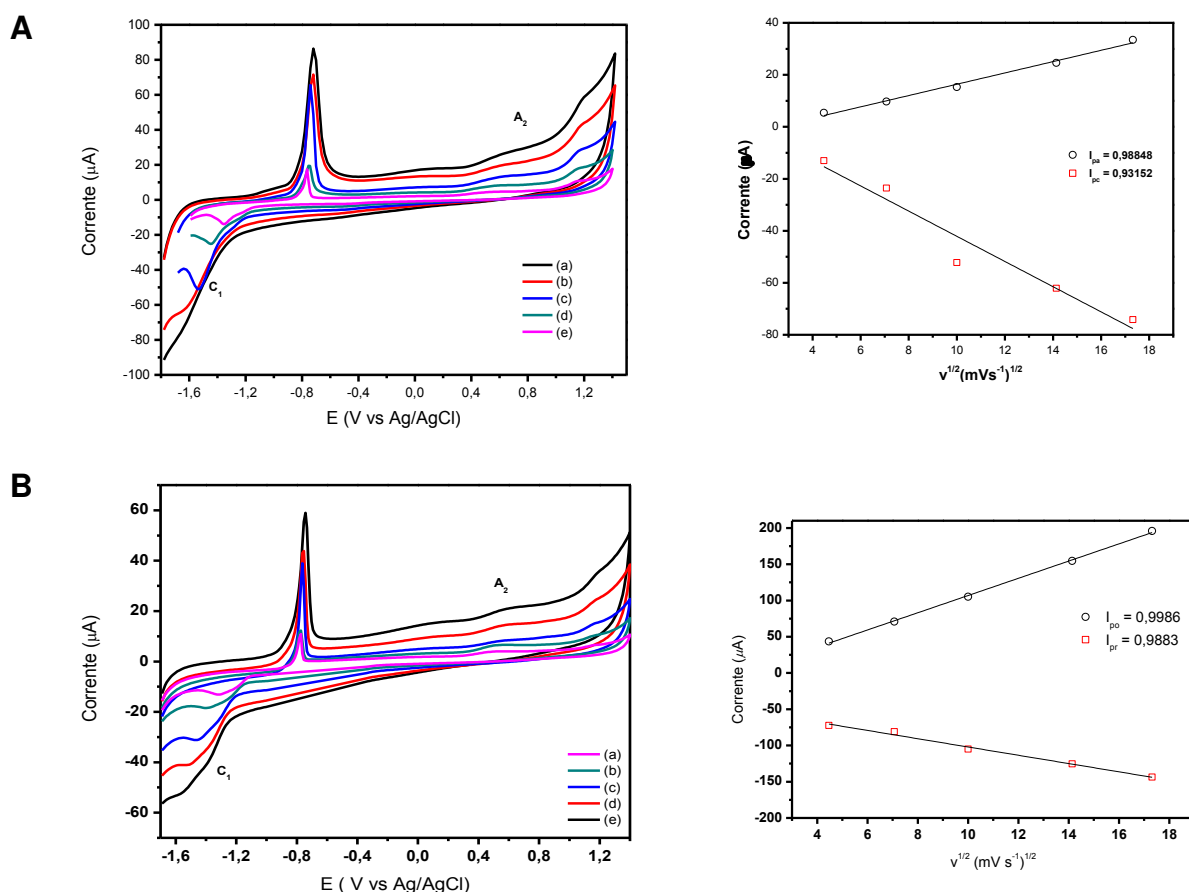 A
100
80
60
40
20
0
-20
-40
-60
-80
-100
Corrente (μA)
-1,6 -1,2 -0,8 -0,4 0,0 0,4 0,8 1,2
E (V vs Ag/AgCl)
A2
C1
(a)
(b)
(c)
(d)
(e)
40
20
0
-20
-40
-60
-80
4 6 8 10 12 14 16 18
v1/2(mVs-1)1/2
Corrente
Ipa = 0,98848
Ipc = 0,93152
B
60
40
20
0
-20
-40
-60
Corrente (μA)
-1,6 -1,2 -0,8 -0,4 0,0 0,4 0,8 1,2
E ( V vs Ag/AgCl)
A2
C1
(a)
(b)
(c)
(d)
(e)
200
150
100
50
0
-50
-100
-150
-200
Corrente (μA)
4 6 8 10 12 14 16 18
v1/2 (mV s-1)1/2
Ipo = 0,9986
Ipr = 0,9883